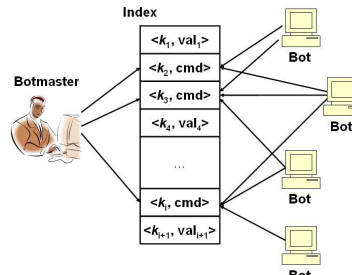 Index
<k1, val1>
Botmaster
<k2, cmd>
<k3, cmd>
<k4, val4>
...
<ki, cmd>
<ki+1, vali+1>
Bot
Bot
Bot
Bot